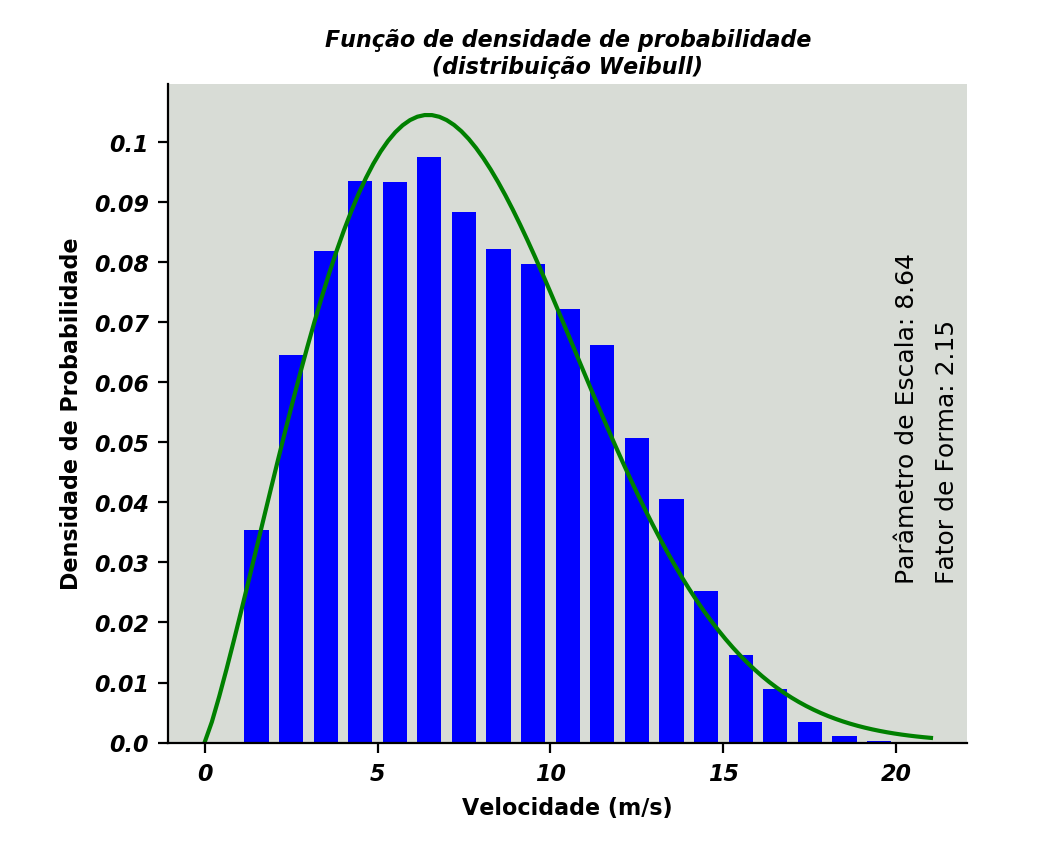 Função de densidade de probabilidade
(distribuição Weibull)
Densidade de Probabilidade
0.1
0.09
0.08
0.07
0.06
0.05
0.04
0.03
0.02
0.01
0.0
Parâmetro de Escala: 8.64
Fator de Forma: 2.15
0 5 10 15 20
Velocidade (m/s)